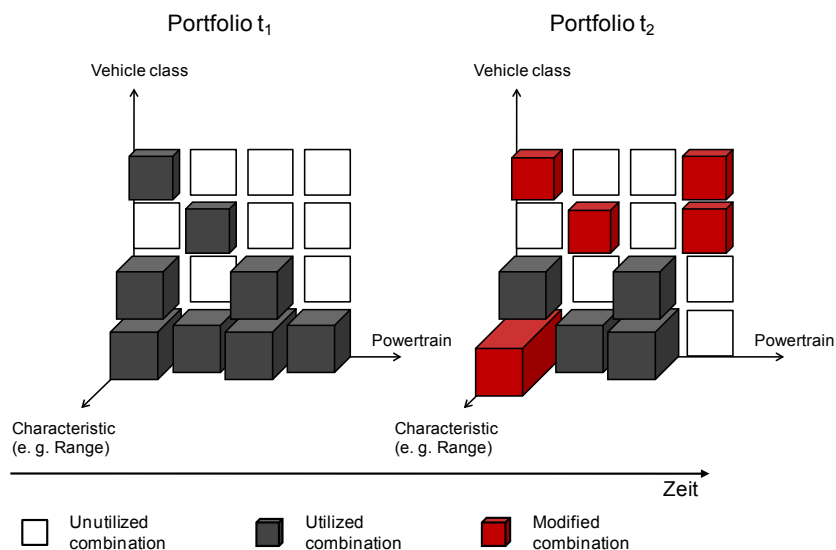 Portfolio t₁
Portfolio t₂
Vehicle class
Vehicle class
Powertrain
Powertrain
Characteristic
(e. g. Range)
Characteristic
(e. g. Range)
Zeit
Unutilized
combination
Utilized
combination
Modified
combination